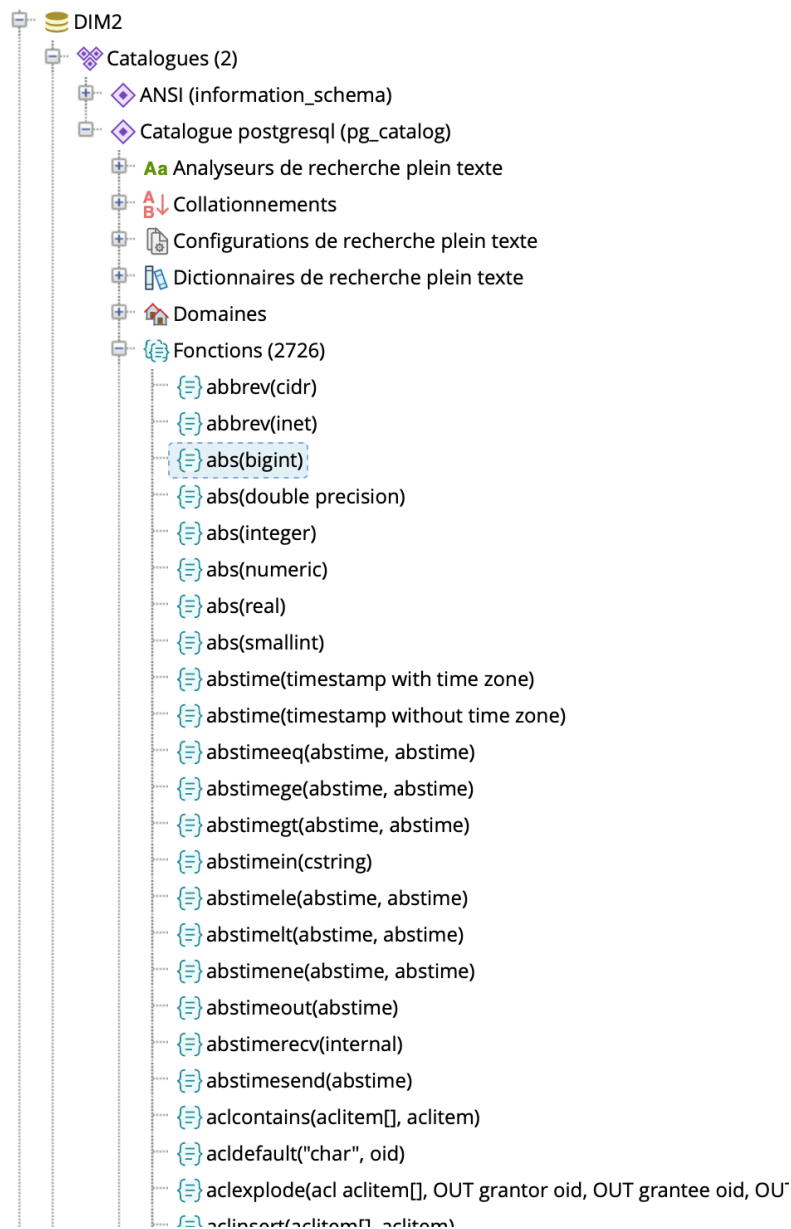 DIM2
Catalogues (2)
ANSI (information_schema)
Catalogue postgresql (pg_catalog)
Aa Analyseurs de recherche plein texte
Collationnements
Configurations de recherche plein texte
Dictionnaires de recherche plein texte
Domaines
Fonctions (2726)
abbrev(cidr)
abbrev(inet)
abs(bigint)
abs(double precision)
abs(integer)
abs(numeric)
abs(real)
abs(smallint)
abstime(timestamp with time zone)
abstime(timestamp without time zone)
abstimeeq(abstime, abstime)
abstimege(abstime, abstime)
abstimegt(abstime, abstime)
abstimein(cstring)
abstimele(abstime, abstime)
abstimelt(abstime, abstime)
abstimene(abstime, abstime)
abstimeout(abstime)
abstimerecv(internal)
abstimesend(abstime)
aclcontains(aclitem[], aclitem)
acldefault("char", oid)
aclexplode(acl aclitem[], OUT grantor oid, OUT grantee oid, OUT
aclinsert(aclitem[], aclitem)